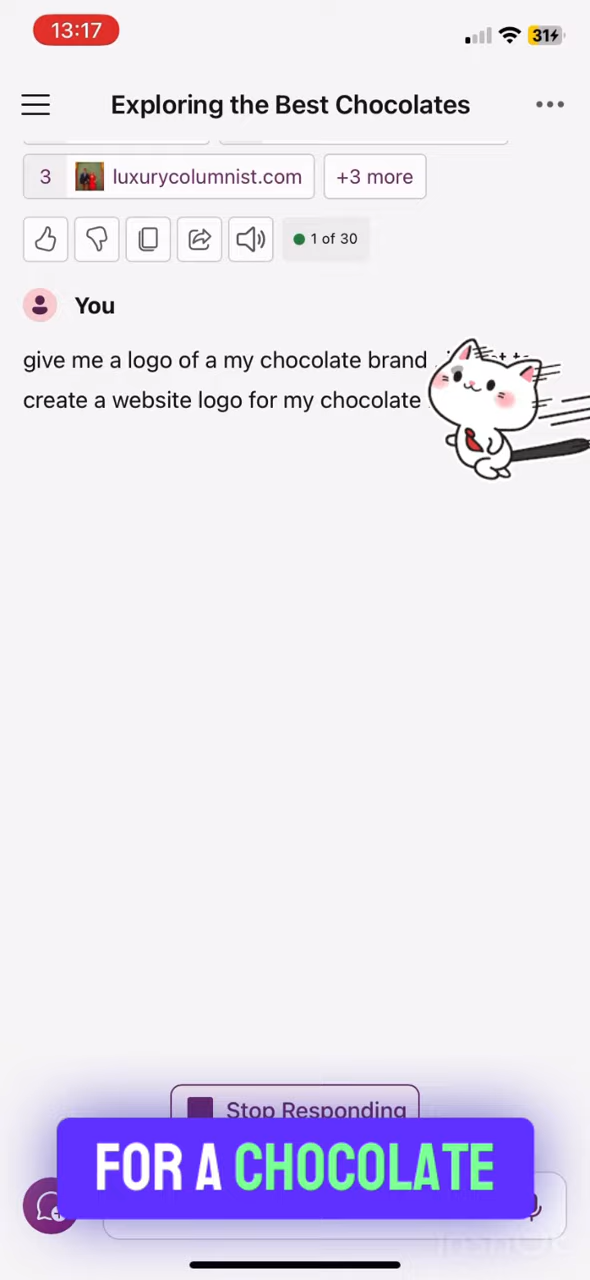 13:17
31
Exploring the Best Chocolates
3 luxurycolumnist.com +3 more
1 of 30
You
give me a logo of a my chocolate brand
create a website logo for my chocolate
Stop Responding
FOR A CHOCOLATE